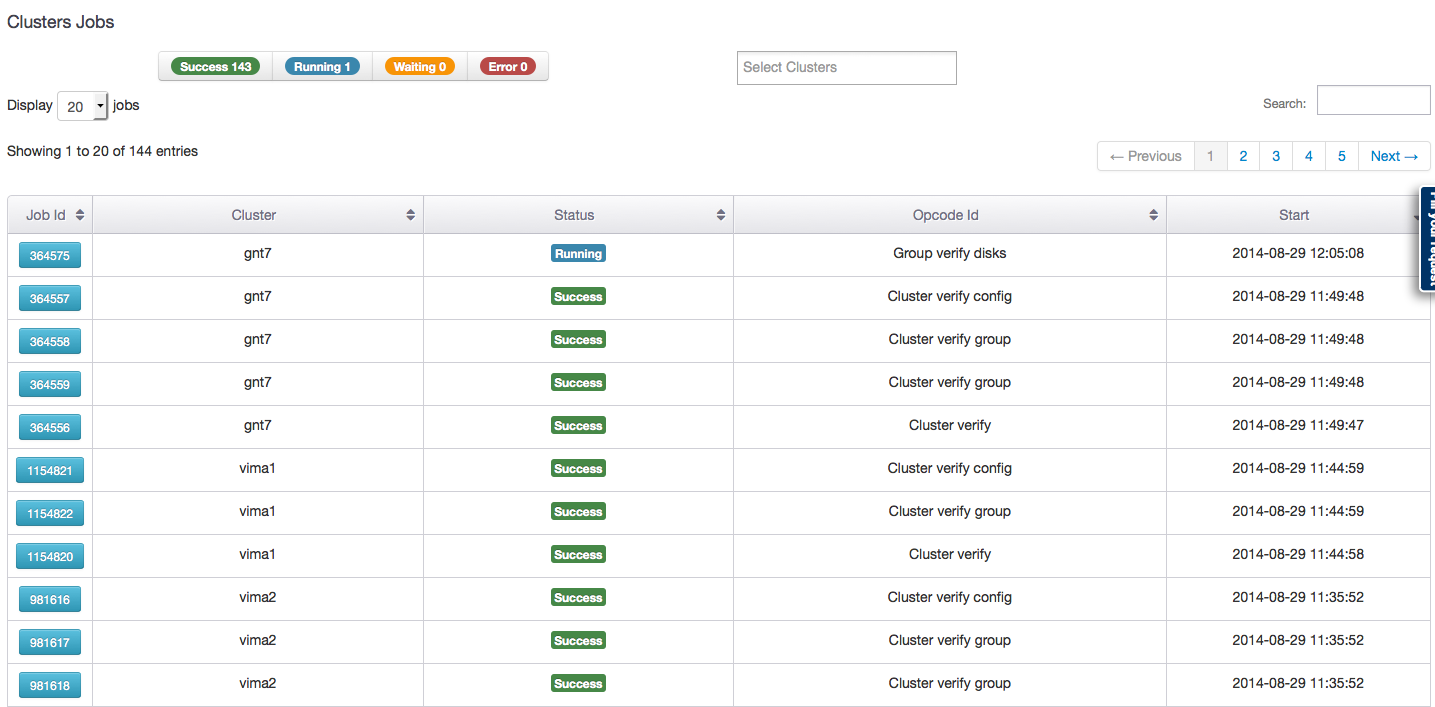 Clusters Jobs
Success 143 Running 1 Waiting 0 Error 0 Select Clusters
Display 20 jobs Search:
Showing 1 to 20 of 144 entries ← Previous 1 2 3 4 5 Next →
Job Id Cluster Status Opcode Id Start
364575 gnt7 Running Group verify disks 2014-08-29 12:05:08
364557 gnt7 Success Cluster verify config 2014-08-29 11:49:48
364558 gnt7 Success Cluster verify group 2014-08-29 11:49:48
364559 gnt7 Success Cluster verify group 2014-08-29 11:49:48
364556 gnt7 Success Cluster verify 2014-08-29 11:49:47
1154821 vima1 Success Cluster verify config 2014-08-29 11:44:59
1154822 vima1 Success Cluster verify group 2014-08-29 11:44:59
1154820 vima1 Success Cluster verify 2014-08-29 11:44:58
981616 vima2 Success Cluster verify config 2014-08-29 11:35:52
981617 vima2 Success Cluster verify group 2014-08-29 11:35:52
981618 vima2 Success Cluster verify group 2014-08-29 11:35:52
your request